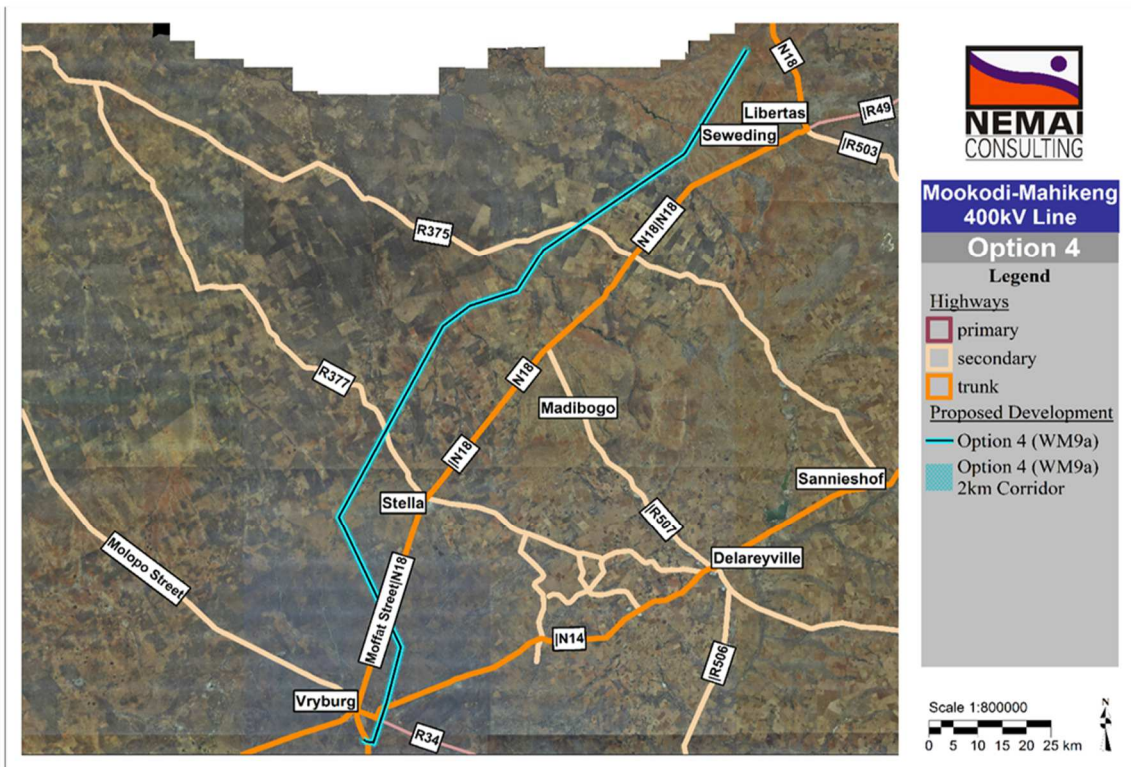 N18
Libertas
|R49
Seweding
|R503
N18|N18
R375
N18
R377
Madibogo
|N18
Stella
Sannieshof
|R507
Molopo Street
Delareyville
Moffat Street|N18
|N14
|R506
Vryburg
R34
NEMAI
CONSULTING
Mookodi-Mahikeng
400kV Line
Option 4
Legend
Highways
primary
secondary
trunk
Proposed Development
Option 4 (WM9a)
Option 4 (WM9a)
2km Corridor
Scale 1:800000
N
0 5 10 15 20 25 km